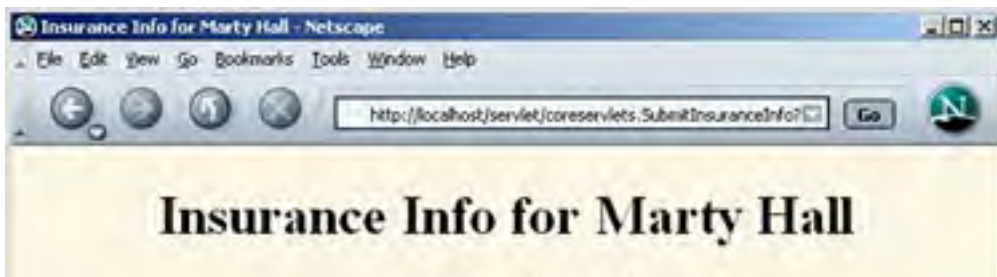 Insurance Info for Marty Hall - Netscape
File Edit View Go Bookmarks Tools Window Help
http://localhost/servlet/coreservlets.SubmitInsuranceInfo? Go N
Insurance Info for Marty Hall